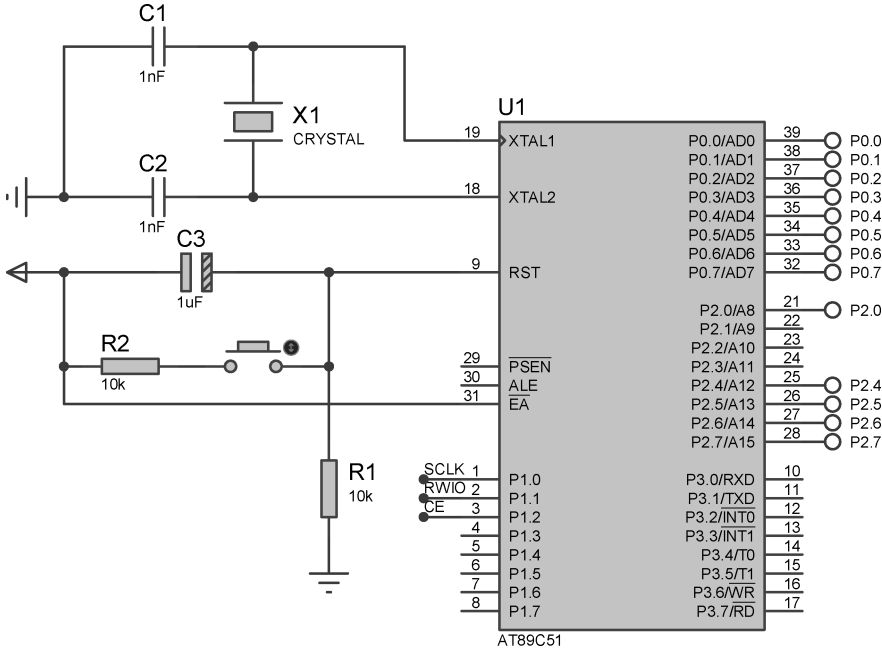 C1
1nF
X1
CRYSTAL
C2
1nF
C3
1uF
R2
10k
R1
10k
SCLK
RWIO
CE
U1
19 XTAL1
18 XTAL2
9 RST
29 PSEN
30 ALE
31 EA
1 P1.0
2 P1.1
3 P1.2
4 P1.3
5 P1.4
6 P1.5
7 P1.6
8 P1.7
P0.0/AD0 39 P0.0
P0.1/AD1 38 P0.1
P0.2/AD2 37 P0.2
P0.3/AD3 36 P0.3
P0.4/AD4 35 P0.4
P0.5/AD5 34 P0.5
P0.6/AD6 33 P0.6
P0.7/AD7 32 P0.7
P2.0/A8 21 P2.0
P2.1/A9 22
P2.2/A10 23
P2.3/A11 24
P2.4/A12 25 P2.4
P2.5/A13 26 P2.5
P2.6/A14 27 P2.6
P2.7/A15 28 P2.7
P3.0/RXD 10
P3.1/TXD 11
P3.2/INT0 12
P3.3/INT1 13
P3.4/T0 14
P3.5/T1 15
P3.6/WR 16
P3.7/RD 17
AT89C51